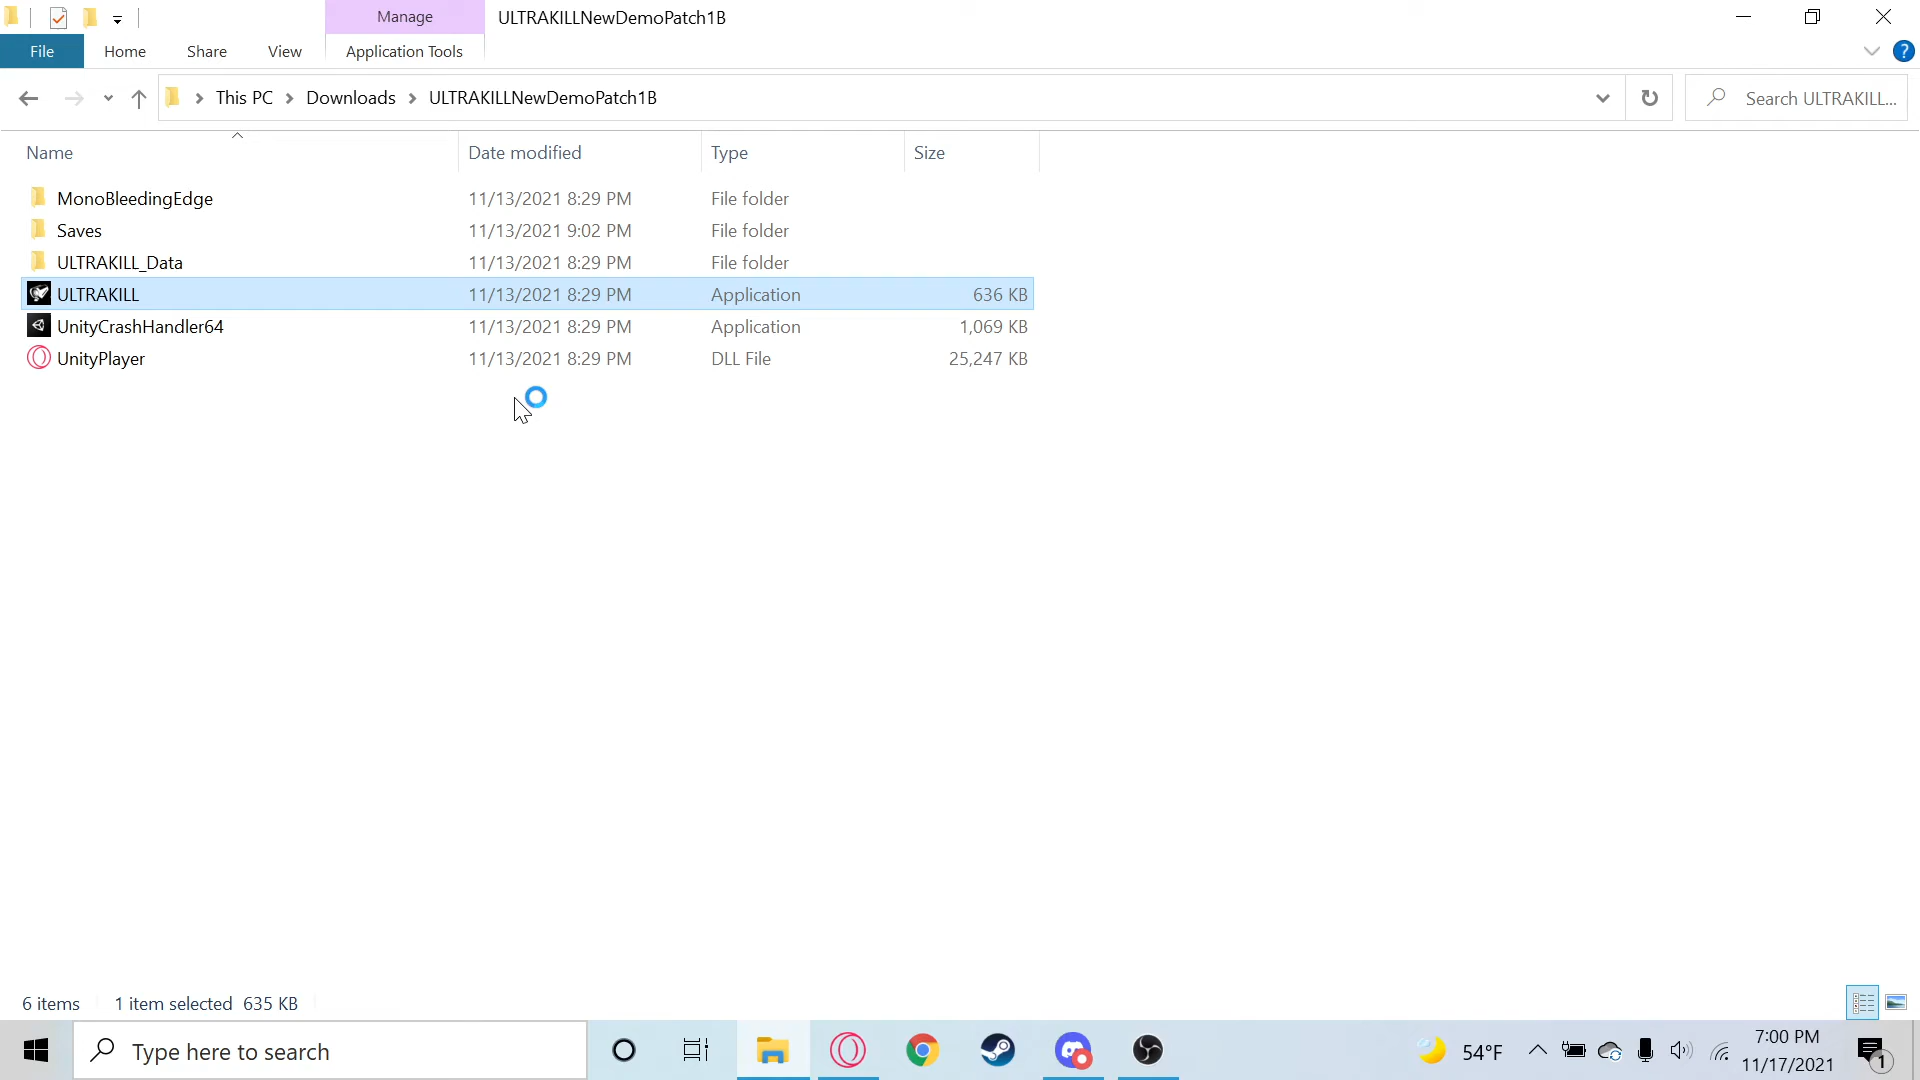 Manage
ULTRAKILLNewDemoPatch1B
File
Home
Share
View
Application Tools
?
This PC
Downloads
ULTRAKILLNewDemoPatch1B
Search ULTRAKILL...
Name
Date modified
Type
Size
MonoBleedingEdge 11/13/2021 8:29 PM File folder
Saves 11/13/2021 9:02 PM File folder
ULTRAKILL_Data 11/13/2021 8:29 PM File folder
ULTRAKILL 11/13/2021 8:29 PM Application 636 KB
UnityCrashHandler64 11/13/2021 8:29 PM Application 1,069 KB
UnityPlayer 11/13/2021 8:29 PM DLL File 25,247 KB
6 items 1 item selected 635 KB
Type here to search
54°F
7:00 PM
11/17/2021
1